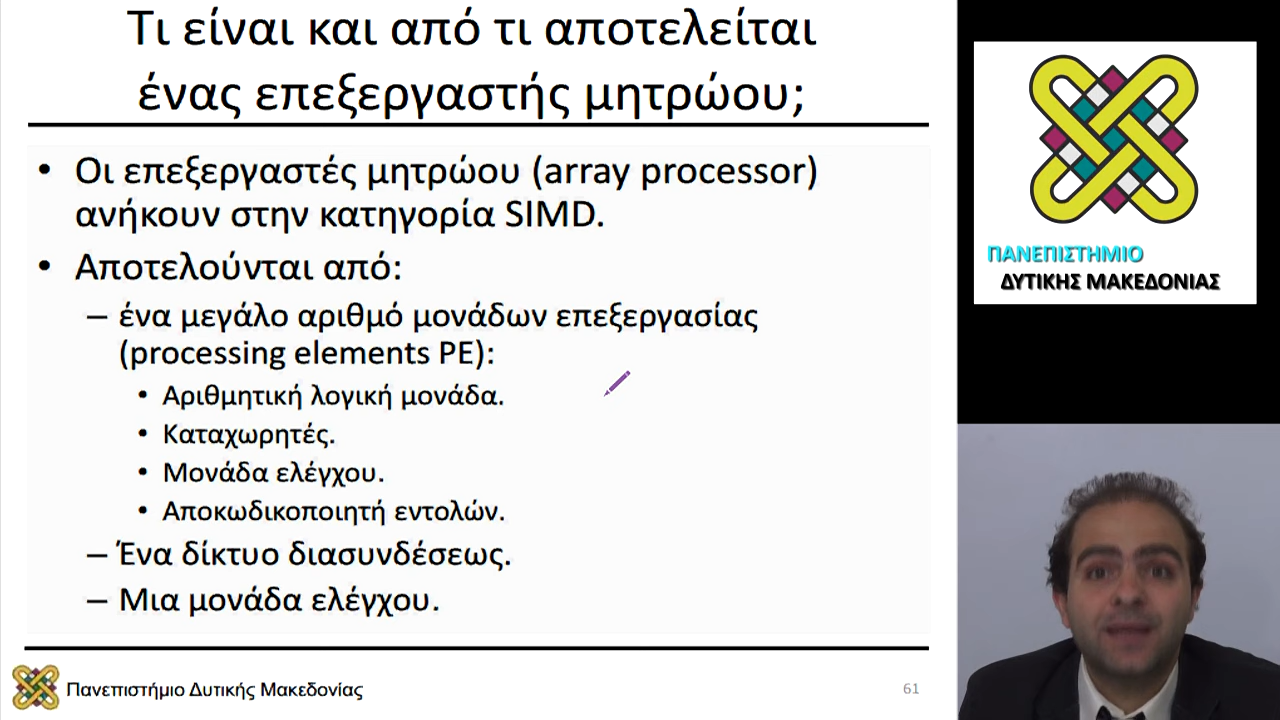 Τι είναι και από τι αποτελείται
ένας επεξεργαστής μητρώου;
• Οι επεξεργαστές μητρώου (array processor)
ανήκουν στην κατηγορία SIMD.
• Αποτελούνται από:
– ένα μεγάλο αριθμό μονάδων επεξεργασίας
(processing elements PE):
• Αριθμητική λογική μονάδα.
• Καταχωρητές.
• Μονάδα ελέγχου.
• Αποκωδικοποιητή εντολών.
– Ένα δίκτυο διασυνδέσεως.
– Μια μονάδα ελέγχου.
Πανεπιστήμιο Δυτικής Μακεδονίας
61
ΠΑΝΕΠΙΣΤΗΜΙΟ
ΔΥΤΙΚΗΣ ΜΑΚΕΔΟΝΙΑΣ